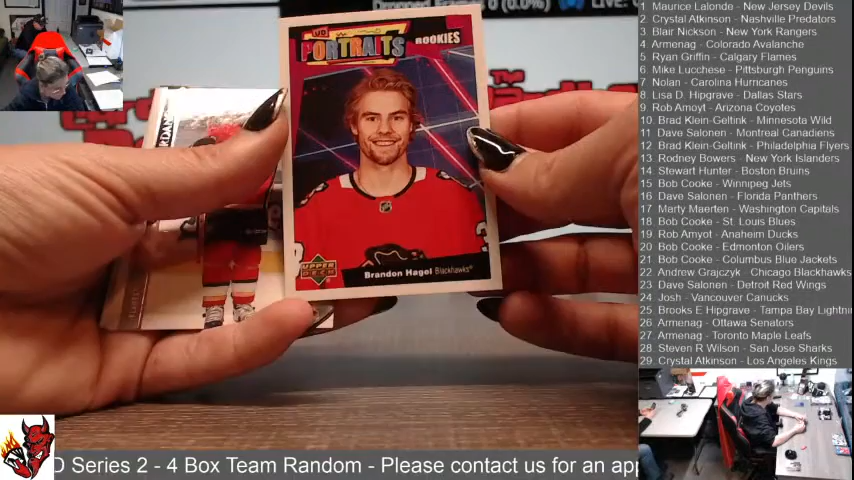 UD
PORTRAITS
ROOKIES
UPPER DECK
Brandon Hagel Blackhawks
1 Maurice Lalonde - New Jersey Devils
2 Crystal Atkinson - Nashville Predators
3 Blair Nickson - New York Rangers
4 Armenag - Colorado Avalanche
5 Ryan Griffin - Calgary Flames
6 Mike Lucchese - Pittsburgh Penguins
7 Nolan - Carolina Hurricanes
8 Lisa D. Hipgrave - Dallas Stars
9 Rob Amoyt - Arizona Coyotes
10 Brad Klein-Geltink - Minnesota Wild
11 Dave Salonen - Montreal Canadiens
12 Brad Klein-Geltink - Philadelphia Flyers
13 Rodney Bowers - New York Islanders
14 Stewart Hunter - Boston Bruins
15 Bob Cooke - Winnipeg Jets
16 Dave Salonen - Florida Panthers
17 Marty Maerten - Washington Capitals
18 Bob Cooke - St. Louis Blues
19 Rob Amyot - Anaheim Ducks
20 Bob Cooke - Edmonton Oilers
21 Bob Cooke - Columbus Blue Jackets
22 Andrew Grajczyk - Chicago Blackhawks
23 Dave Salonen - Detroit Red Wings
24 Josh - Vancouver Canucks
25 Brooks E Hipgrave - Tampa Bay Lightnin
26 Armenag - Ottawa Senators
27 Armenag - Toronto Maple Leafs
28 Steven R Wilson - San Jose Sharks
29 Crystal Atkinson - Los Angeles Kings
D Series 2 - 4 Box Team Random - Please contact us for an app